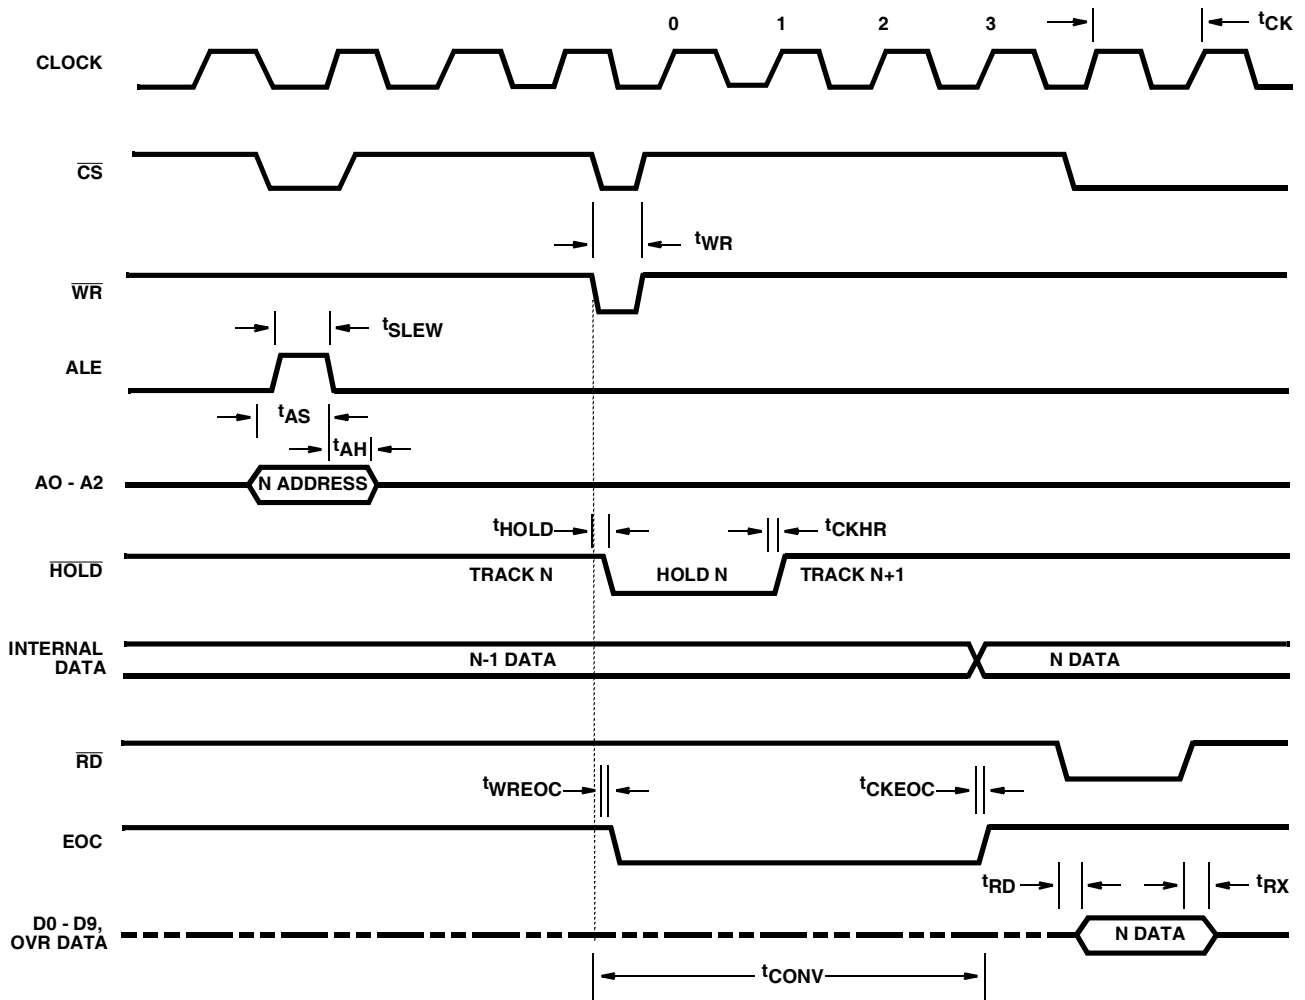 0 1 2 3 tCK
CLOCK
CS
tWR
WR
tSLEW
ALE
tAS
tAH
AO - A2 N ADDRESS
tHOLD tCKHR
HOLD TRACK N HOLD N TRACK N+1
INTERNAL
DATA N-1 DATA N DATA
RD
tWREOC tCKEOC
EOC
tRD tRX
D0 - D9,
OVR DATA N DATA
tCONV